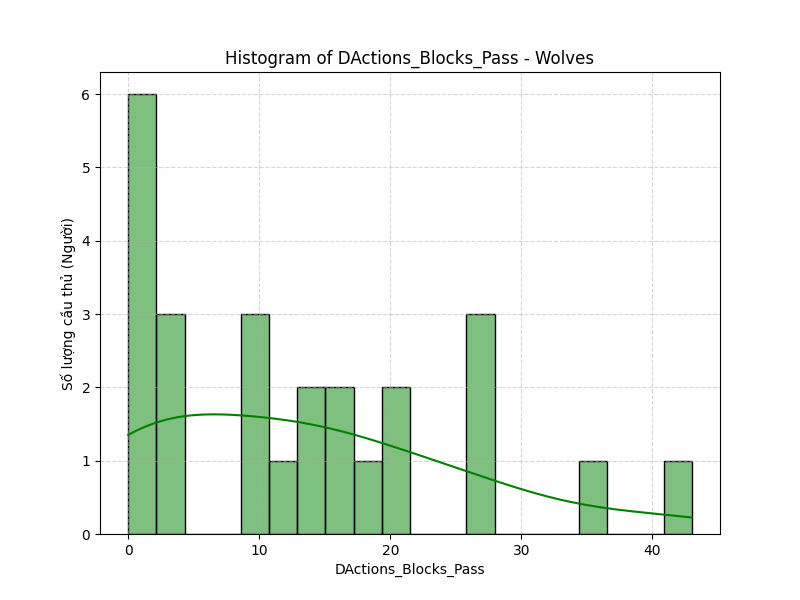 Histogram of DActions_Blocks_Pass - Wolves
Số lượng cầu thủ (Người)
6
5
4
3
2
1
0
0 10 20 30 40
DActions_Blocks_Pass